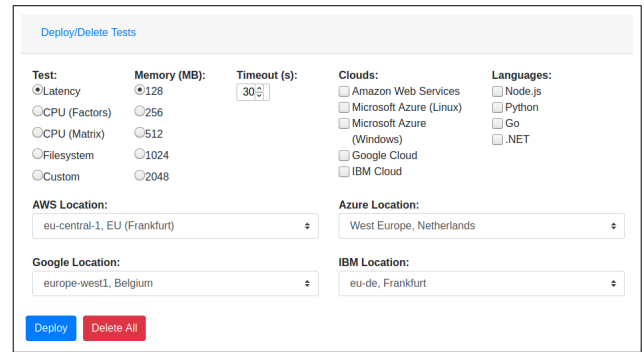 Deploy/Delete Tests
Test: Memory (MB): Timeout (s): Clouds: Languages:
Latency 128 30 Amazon Web Services Node.js
CPU (Factors) 256 Microsoft Azure (Linux) Python
CPU (Matrix) 512 Microsoft Azure Go
(Windows) .NET
Filesystem 1024 Google Cloud
Custom 2048 IBM Cloud
AWS Location: Azure Location:
eu-central-1, EU (Frankfurt) West Europe, Netherlands
Google Location: IBM Location:
europe-west1, Belgium eu-de, Frankfurt
Deploy Delete All